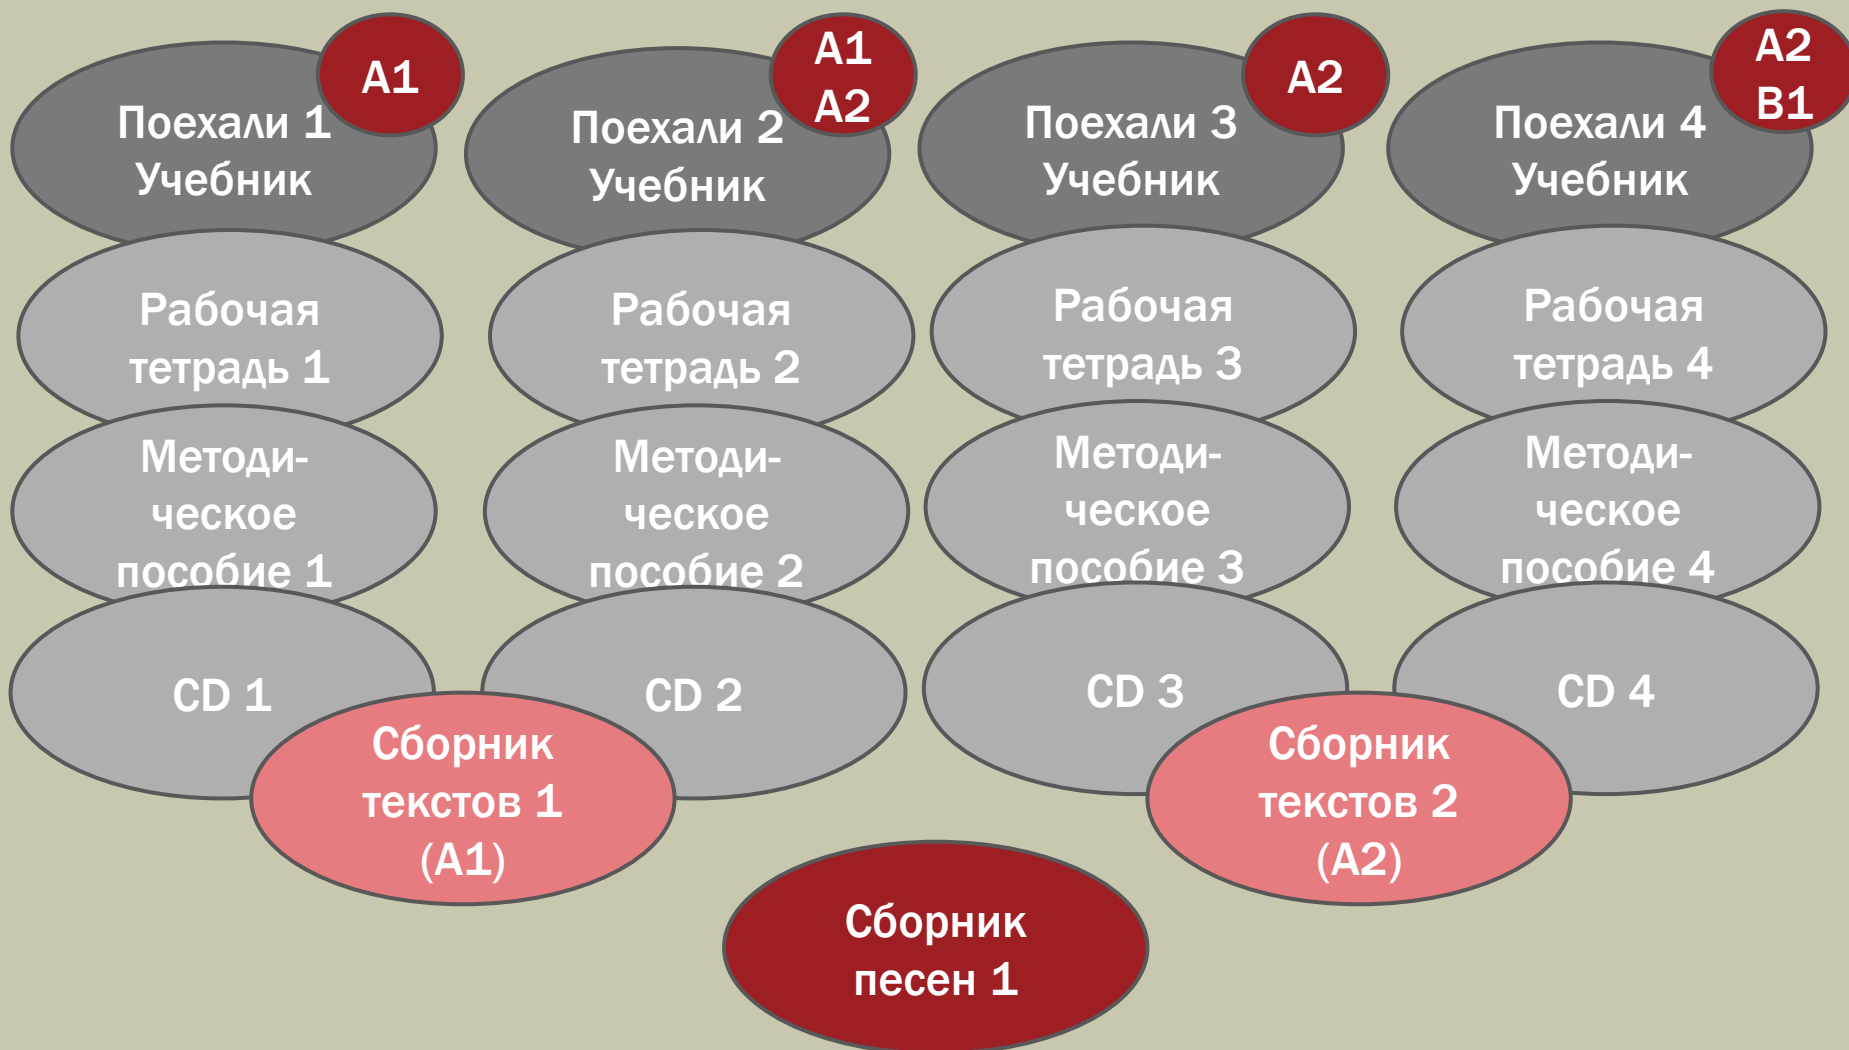 Поехали 1
Учебник
A1
Рабочая
тетрадь 1
Методи-
ческое
пособие 1
CD 1
Поехали 2
Учебник
A1
A2
Рабочая
тетрадь 2
Методи-
ческое
пособие 2
CD 2
Сборник
текстов 1
(A1)
Поехали 3
Учебник
A2
Рабочая
тетрадь 3
Методи-
ческое
пособие 3
CD 3
Поехали 4
Учебник
A2
B1
Рабочая
тетрадь 4
Методи-
ческое
пособие 4
CD 4
Сборник
текстов 2
(A2)
Сборник
песен 1